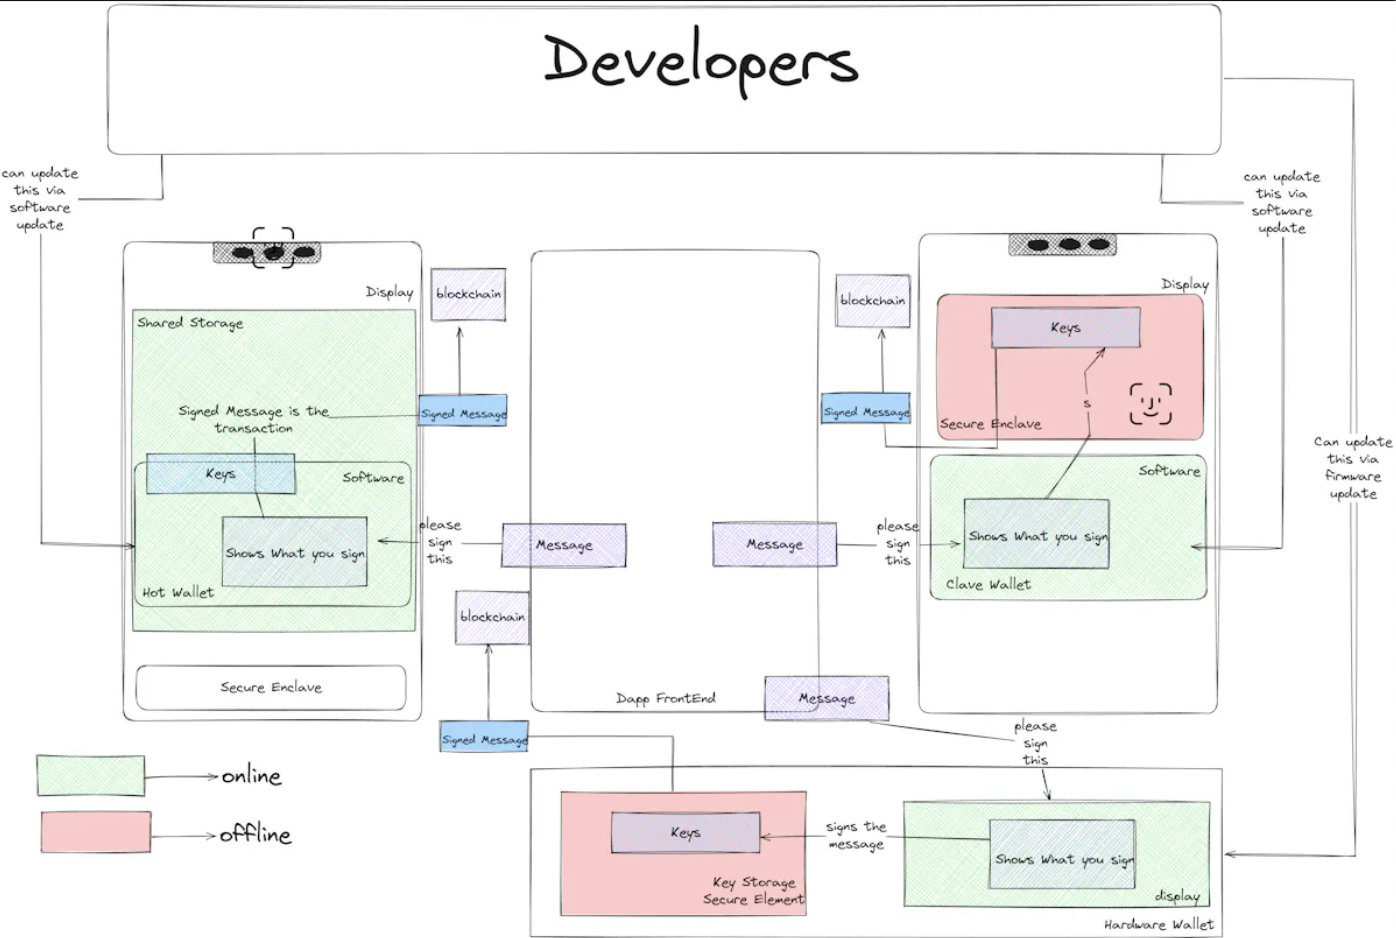 Developers
can update
this via
software
update
can update
this via
software
update
Can update
this via
firmware
update
Display
Shared Storage
Signed Message is the
transaction
Keys
Software
Shows What you sign
Hot Wallet
Secure Enclave
blockchain
Signed Message
please
sign
this
Message
Dapp FrontEnd
blockchain
Signed Message
Message
please
sign
this
Display
Keys
s
Secure Enclave
Software
Shows What you sign
Clave Wallet
blockchain
Signed Message
Message
please
sign
this
Keys
Key Storage
Secure Element
signs the
message
Shows What you sign
display
Hardware Wallet
online
offline